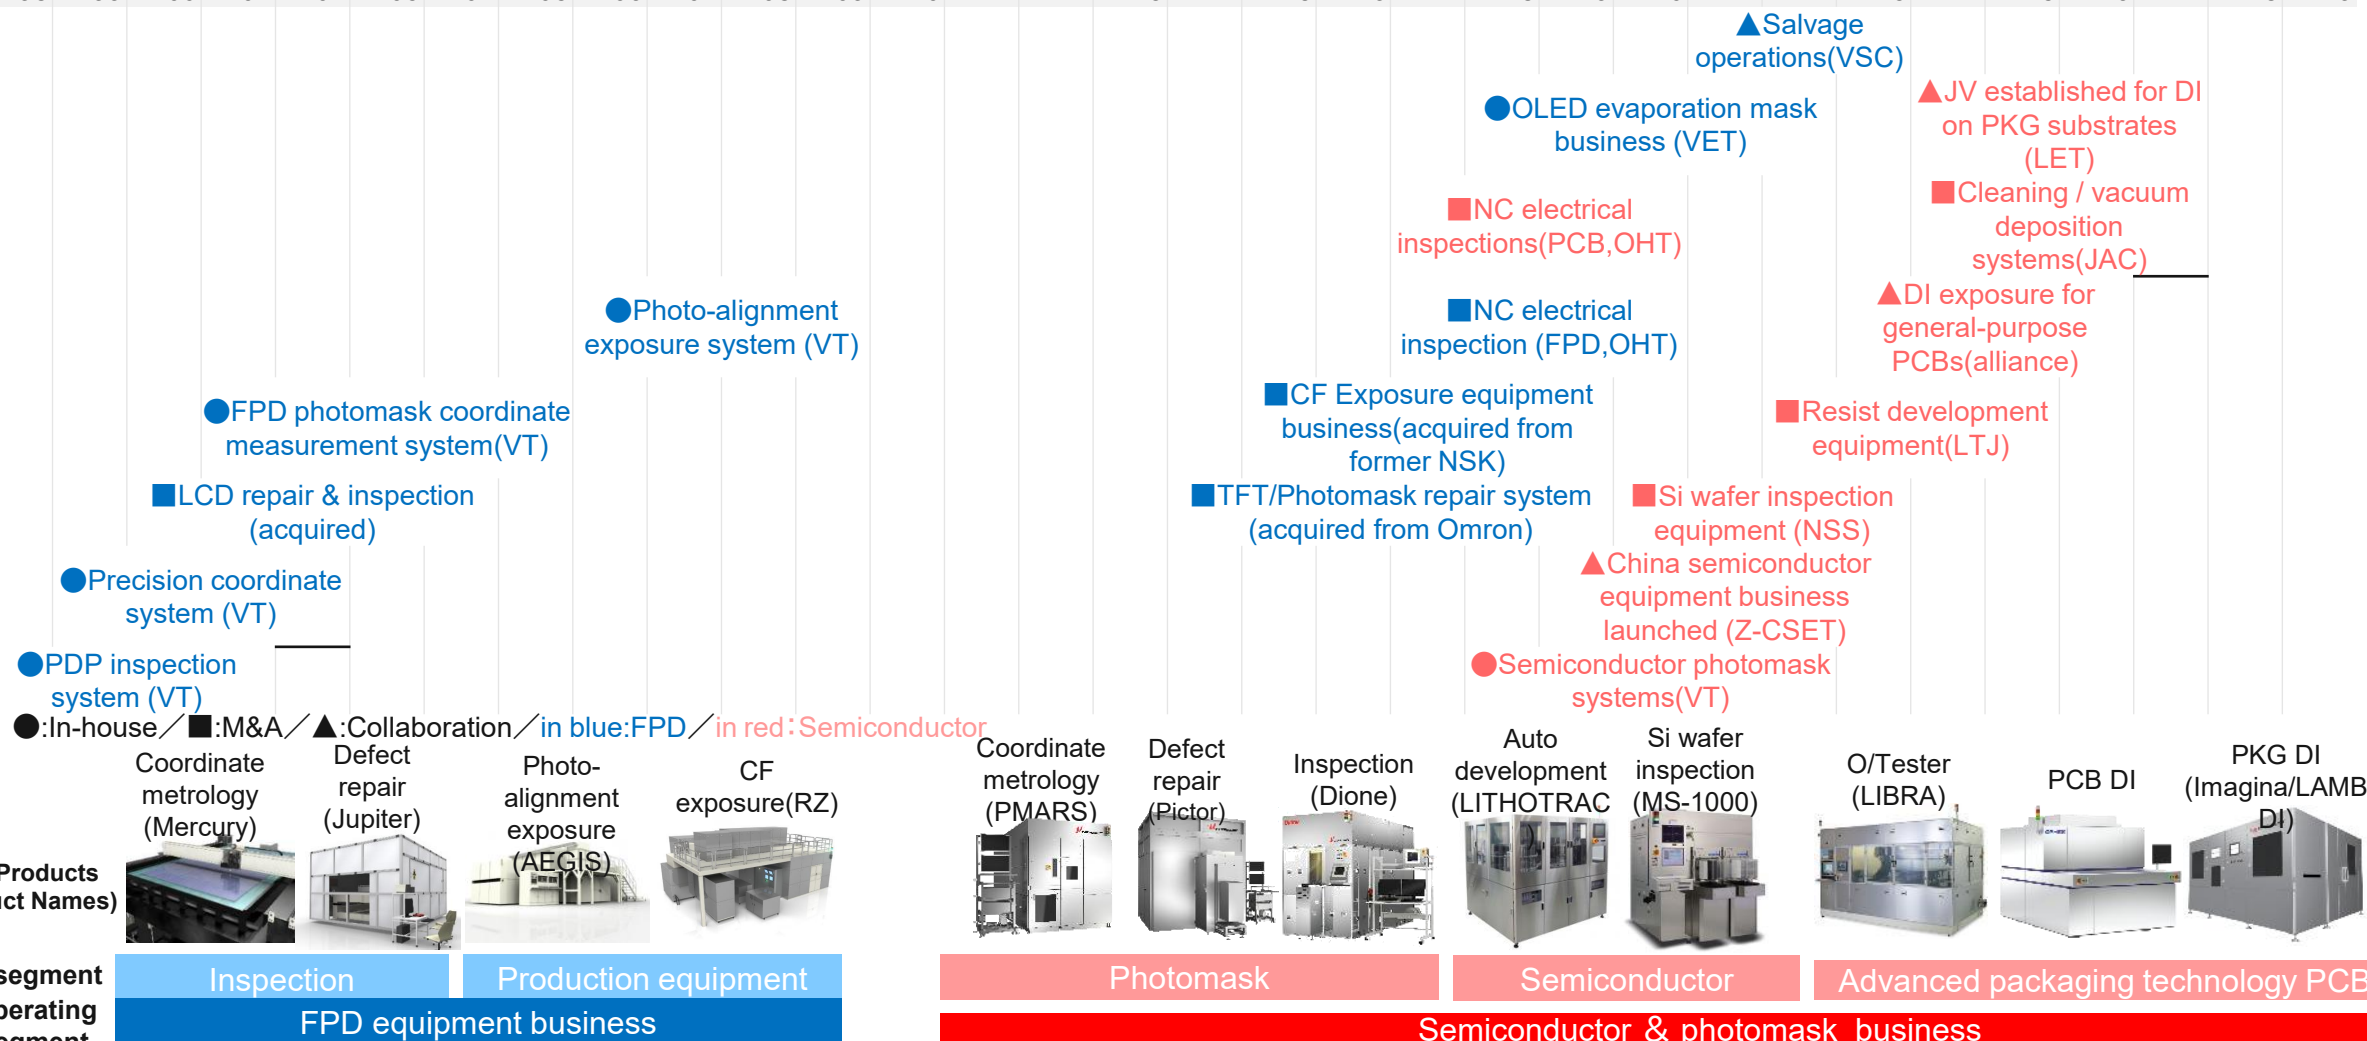 ▲Salvage
operations(VSC)
●OLED evaporation mask
business (VET)
▲JV established for DI
on PKG substrates
(LET)
■NC electrical
inspections(PCB,OHT)
■Cleaning / vacuum
deposition
systems(JAC)
●Photo-alignment
exposure system (VT)
■NC electrical
inspection (FPD,OHT)
▲DI exposure for
general-purpose
PCBs(alliance)
●FPD photomask coordinate
measurement system(VT)
■CF Exposure equipment
business(acquired from
former NSK)
■Resist development
equipment(LTJ)
■LCD repair & inspection
(acquired)
■TFT/Photomask repair system
(acquired from Omron)
■Si wafer inspection
equipment (NSS)
●Precision coordinate
system (VT)
▲China semiconductor
equipment business
launched (Z-CSET)
●PDP inspection
system (VT)
●Semiconductor photomask
systems(VT)
●:In-house／■:M&A／▲:Collaboration／in blue:FPD／in red：Semiconductor
Coordinate
metrology
(Mercury)
Defect
repair
(Jupiter)
Photo-
alignment
exposure
(AEGIS)
CF
exposure(RZ)
Coordinate
metrology
(PMARS)
Defect
repair
(Pictor)
Inspection
(Dione)
Auto
development
(LITHOTRAC
Si wafer
inspection
(MS-1000)
O/Tester
(LIBRA)
PCB DI
PKG DI
(Imagina/LAMB
DI)
Products
ct Names)
segment
Inspection
Production equipment
Photomask
Semiconductor
Advanced packaging technology PCB
perating
segment
FPD equipment business
Semiconductor & photomask business